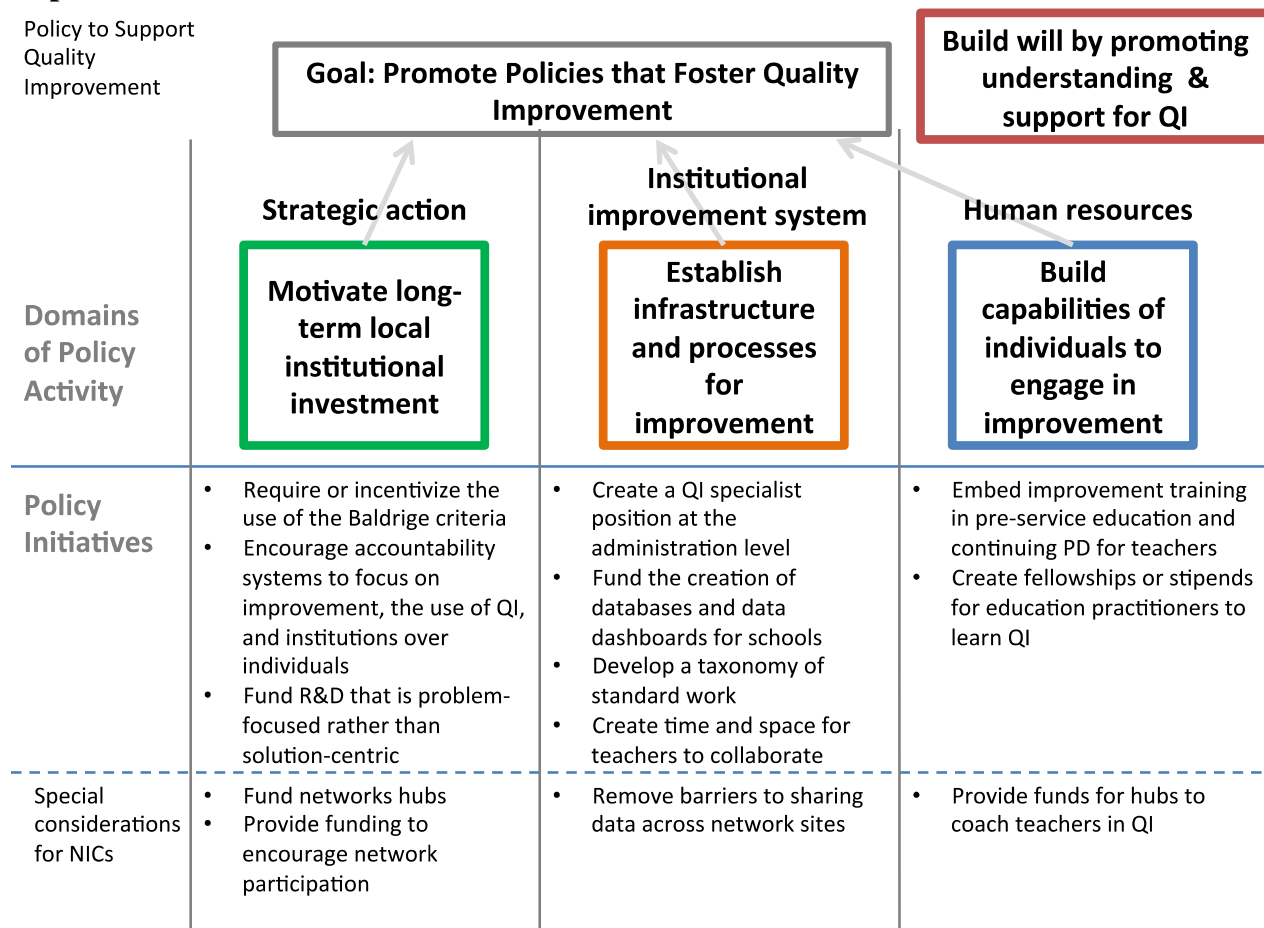 Policy to Support
Quality
Improvement
Goal: Promote Policies that Foster Quality
Improvement
Build will by promoting
understanding & 
support for QI
Strategic action
Institutional
improvement system
Human resources
Domains
of Policy
Activity
Motivate long-
term local
institutional
investment
Establish
infrastructure
and processes
for
improvement
Build
capabilities of
individuals to
engage in
improvement
Policy
Initiatives
• Require or incentivize the
use of the Baldrige criteria
• Encourage accountability
systems to focus on
improvement, the use of QI,
and institutions over
individuals
• Fund R&D that is problem-
focused rather than
solution-centric
• Create a QI specialist
position at the
administration level
• Fund the creation of
databases and data
dashboards for schools
• Develop a taxonomy of
standard work
• Create time and space for
teachers to collaborate
• Embed improvement training
in pre-service education and
continuing PD for teachers
• Create fellowships or stipends
for education practitioners to
learn QI
Special
considerations
for NICs
• Fund networks hubs
• Provide funding to
encourage network
participation
• Remove barriers to sharing
data across network sites
• Provide funds for hubs to
coach teachers in QI